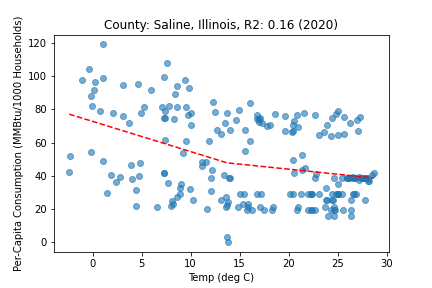 County: Saline, Illinois, R2: 0.16 (2020)
Per-Capita Consumption (MMBtu/1000 Households)
120
100
80
60
40
20
0
0 5 10 15 20 25 30
Temp (deg C)